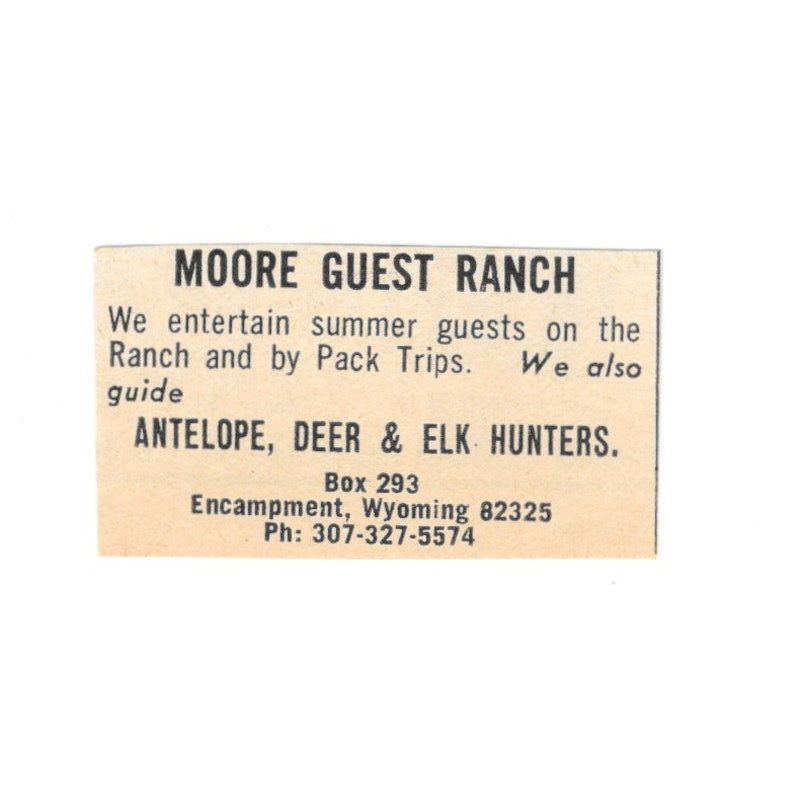 MOORE GUEST RANCH
We entertain summer guests on the
Ranch and by Pack Trips. We also
guide
ANTELOPE, DEER & ELK HUNTERS.
Box 293
Encampment, Wyoming 82325
Ph: 307-327-5574